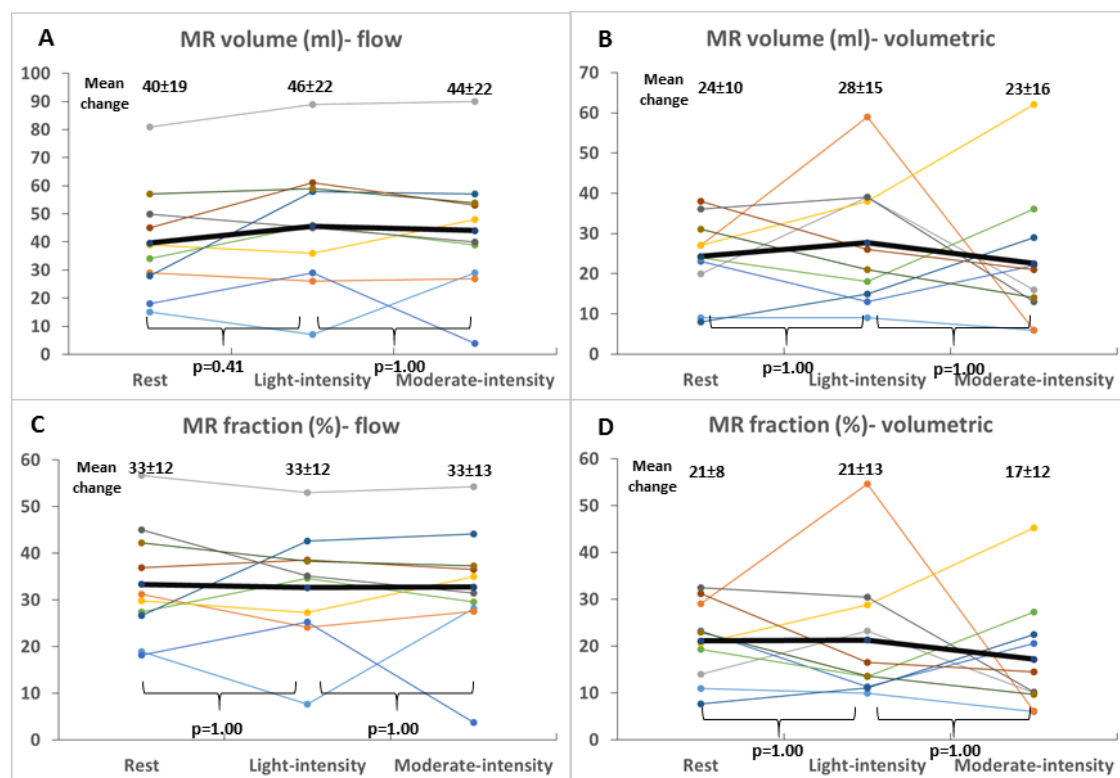 A
MR volume (ml)- flow
Mean
change
40±19
46±22
44±22
100
90
80
70
60
50
40
30
20
10
0
p=0.41
p=1.00
Rest
Light-intensity
Moderate-intensity
B
MR volume (ml)- volumetric
Mean
change
24±10
28±15
23±16
70
60
50
40
30
20
10
0
p=1.00
p=1.00
Rest
Light-intensity
Moderate-intensity
C
MR fraction (%)- flow
Mean
change
33±12
33±12
33±13
60
50
40
30
20
10
0
p=1.00
p=1.00
Rest
Light-intensity
Moderate-intensity
D
MR fraction (%)- volumetric
Mean
change
21±8
21±13
17±12
60
50
40
30
20
10
0
p=1.00
p=1.00
Rest
Light-intensity
Moderate-intensity